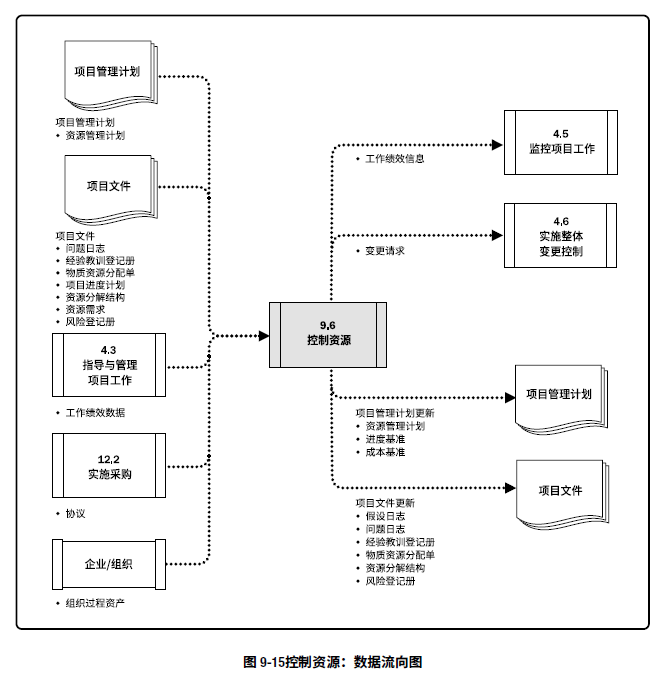 项目管理计划
项目管理计划
• 资源管理计划
项目文件
项目文件
• 问题日志
• 经验教训登记册
• 物质资源分配单
• 项目进度计划
• 资源分解结构
• 资源需求
• 风险登记册
4.3
指导与管理
项目工作
• 工作绩效数据
12.2
实施采购
• 协议
企业/组织
• 组织过程资产
9.6
控制资源
• 工作绩效信息
4.5
监控项目工作
• 变更请求
4.6
实施整体
变更控制
项目管理计划更新
• 资源管理计划
• 进度基准
• 成本基准
项目管理计划
项目文件更新
• 假设日志
• 问题日志
• 经验教训登记册
• 物质资源分配单
• 资源分解结构
• 风险登记册
项目文件
图 9-15控制资源：数据流向图